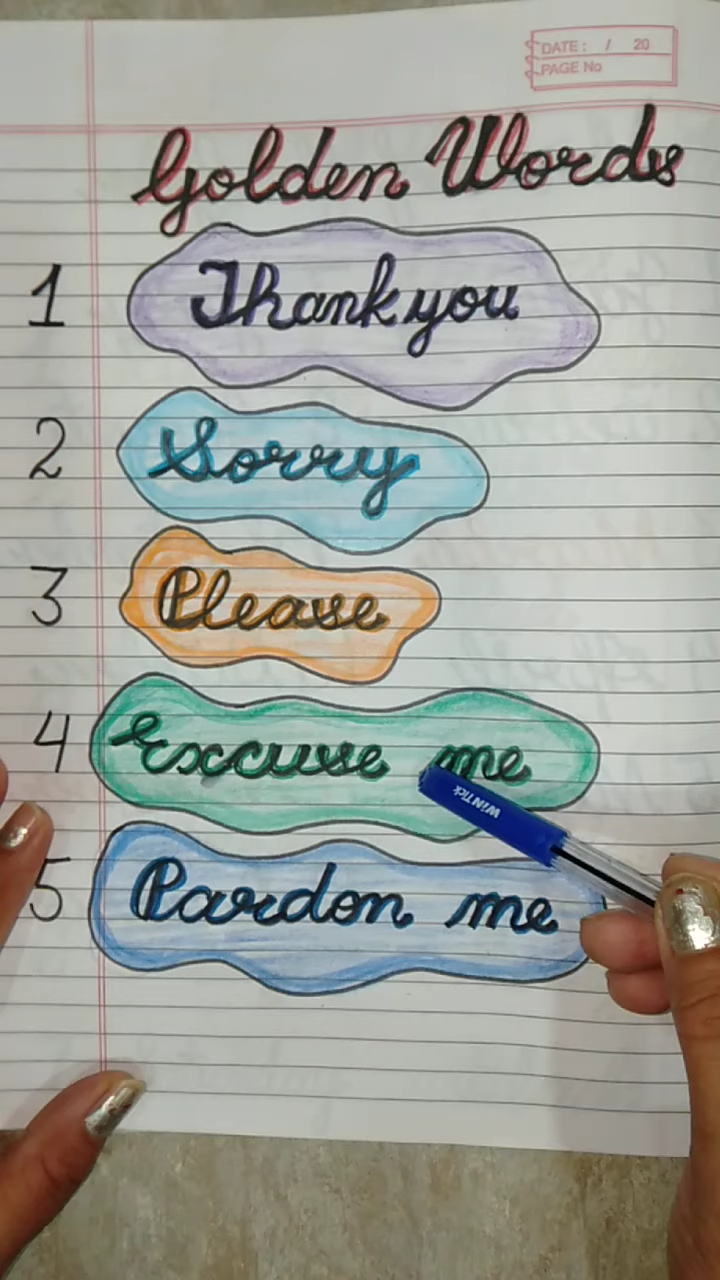 DATE: / 20
PAGE No
Golden Words
1 Thank you
2 Sorry
3 Please
4 Excuse me
WiNTick
5 Pardon me